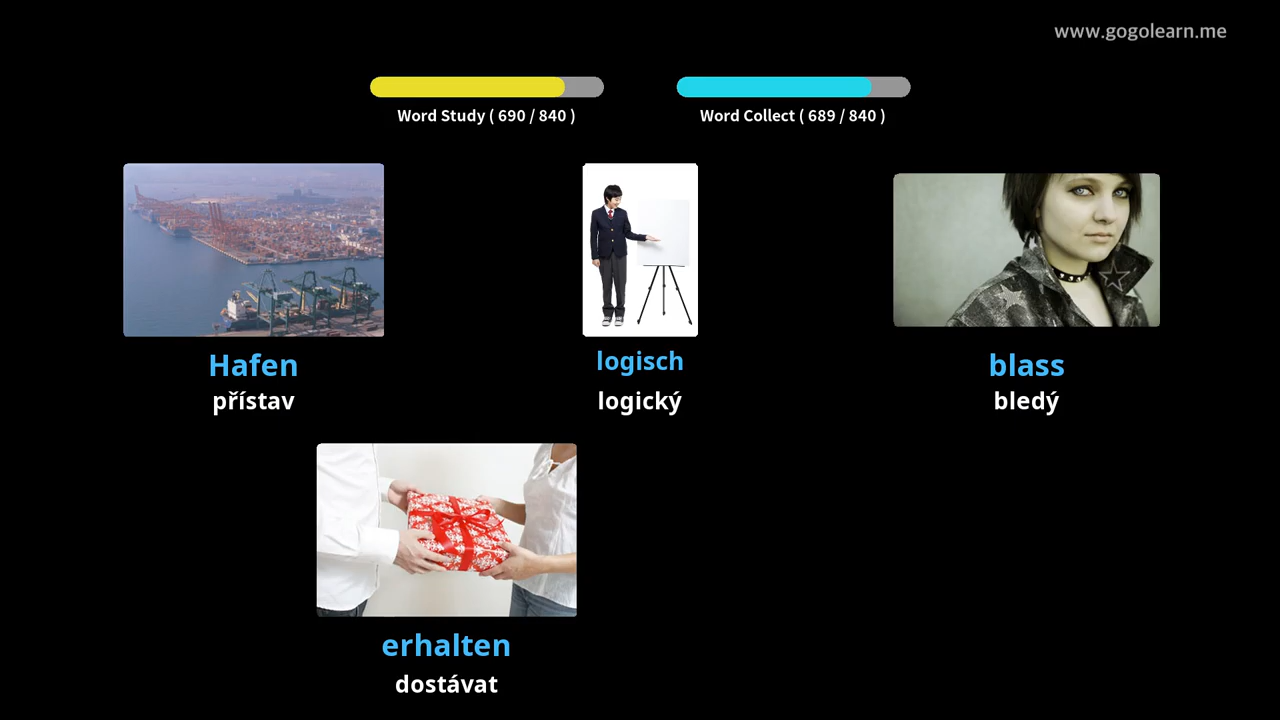 www.gogolearn.me
Word Study ( 690 / 840 )
Word Collect ( 689 / 840 )
Hafen
přístav
logisch
logický
blass
bledý
erhalten
dostávat